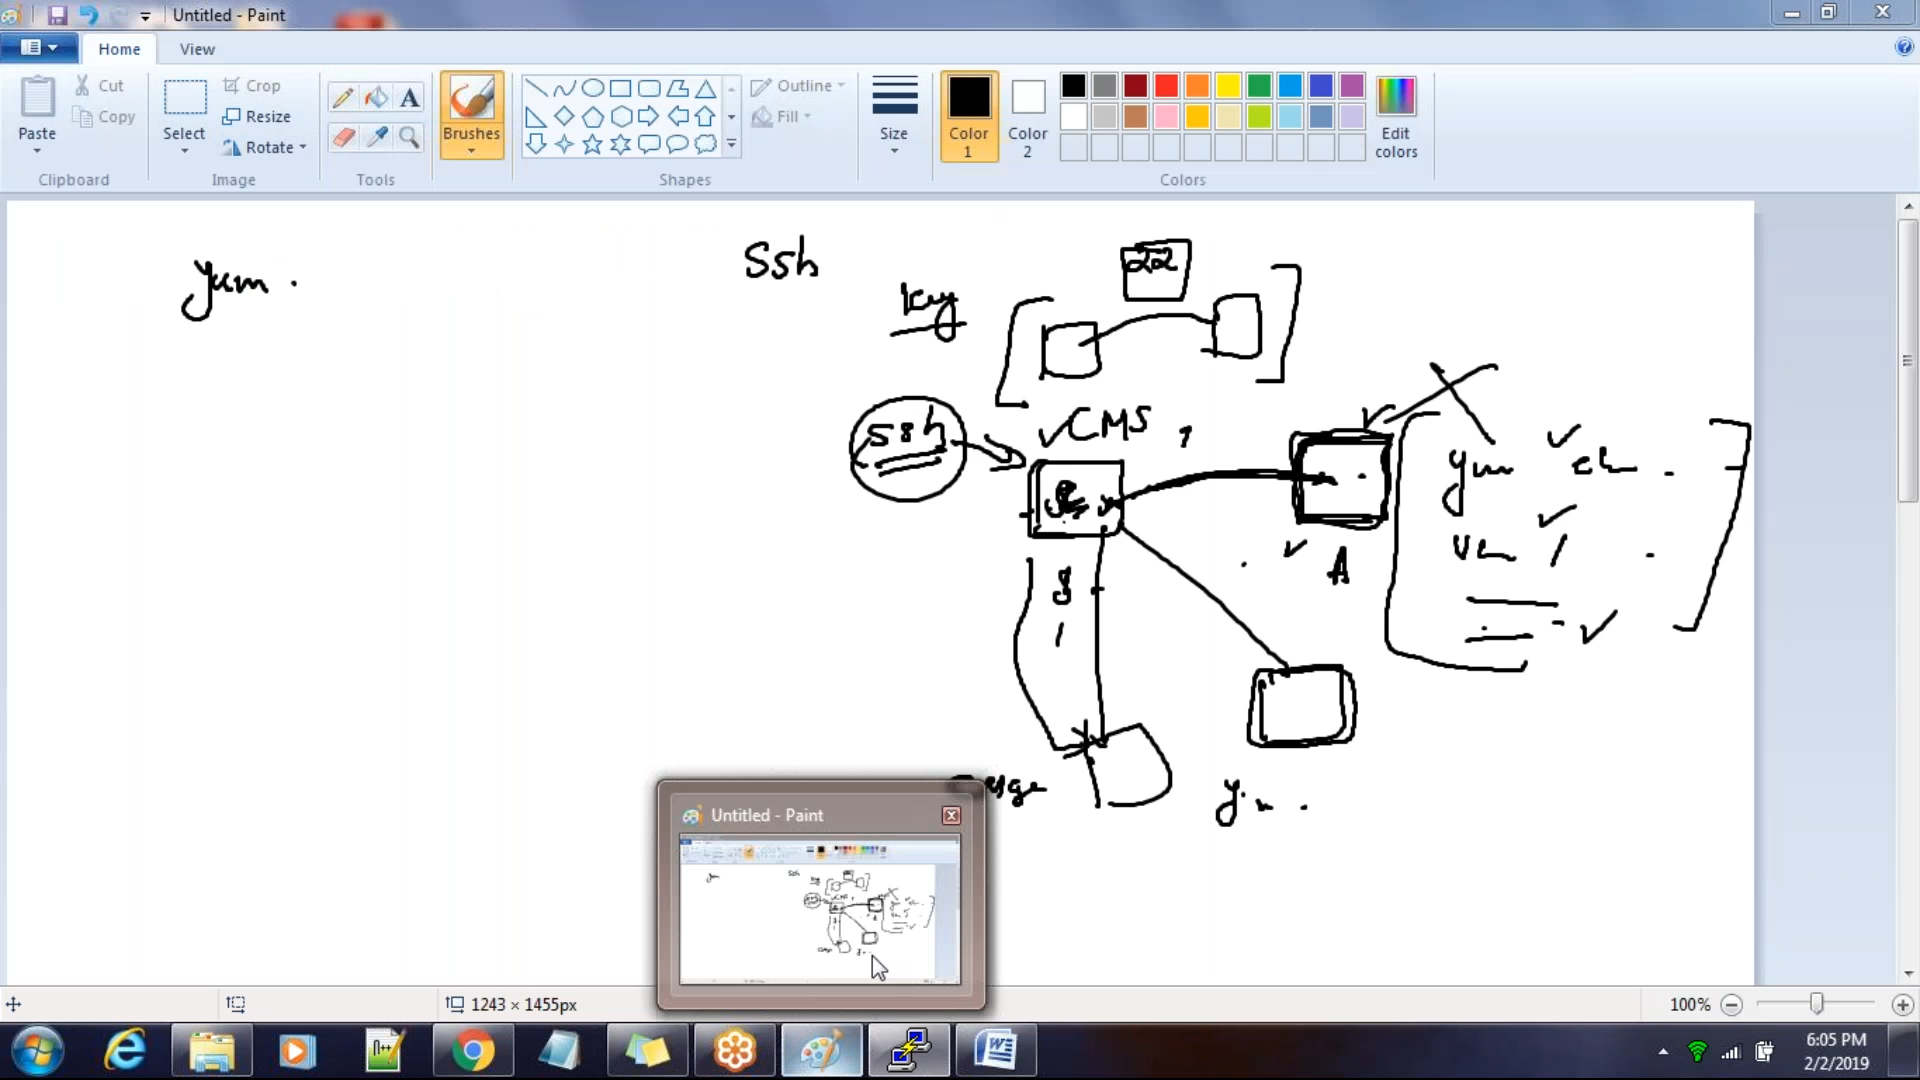 Untitled - Paint
Home
View
Paste
Cut
Copy
Clipboard
Select
Crop
Resize
Rotate
Image
Tools
Brushes
Shapes
Outline
Fill
Size
Color 1
Color 2
Edit colors
Colors
yum .
Ssh
22
key
ssh
CMS ,
A
Untitled - Paint
1243 × 1455px
100%
6:05 PM
2/2/2019